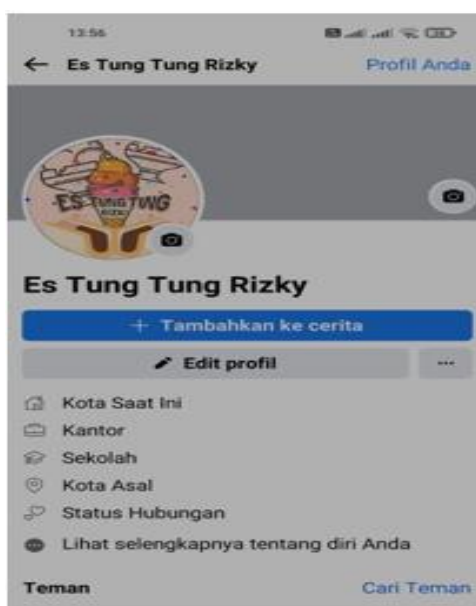 13:56
Es Tung Tung Rizky
Profil Anda
ES TUNG TUNG
RIZKY
Es Tung Tung Rizky
+ Tambahkan ke cerita
Edit profil
...
Kota Saat Ini
Kantor
Sekolah
Kota Asal
Status Hubungan
Lihat selengkapnya tentang diri Anda
Teman
Cari Teman